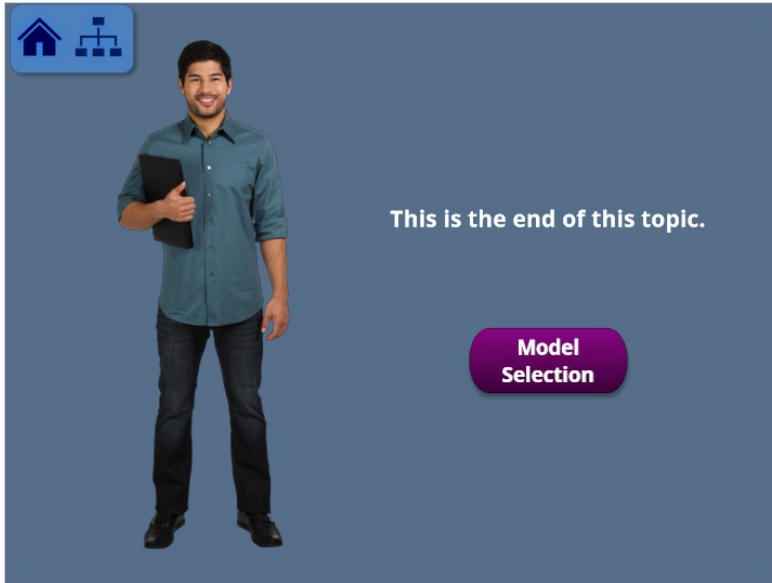 This is the end of this topic.
Model
Selection